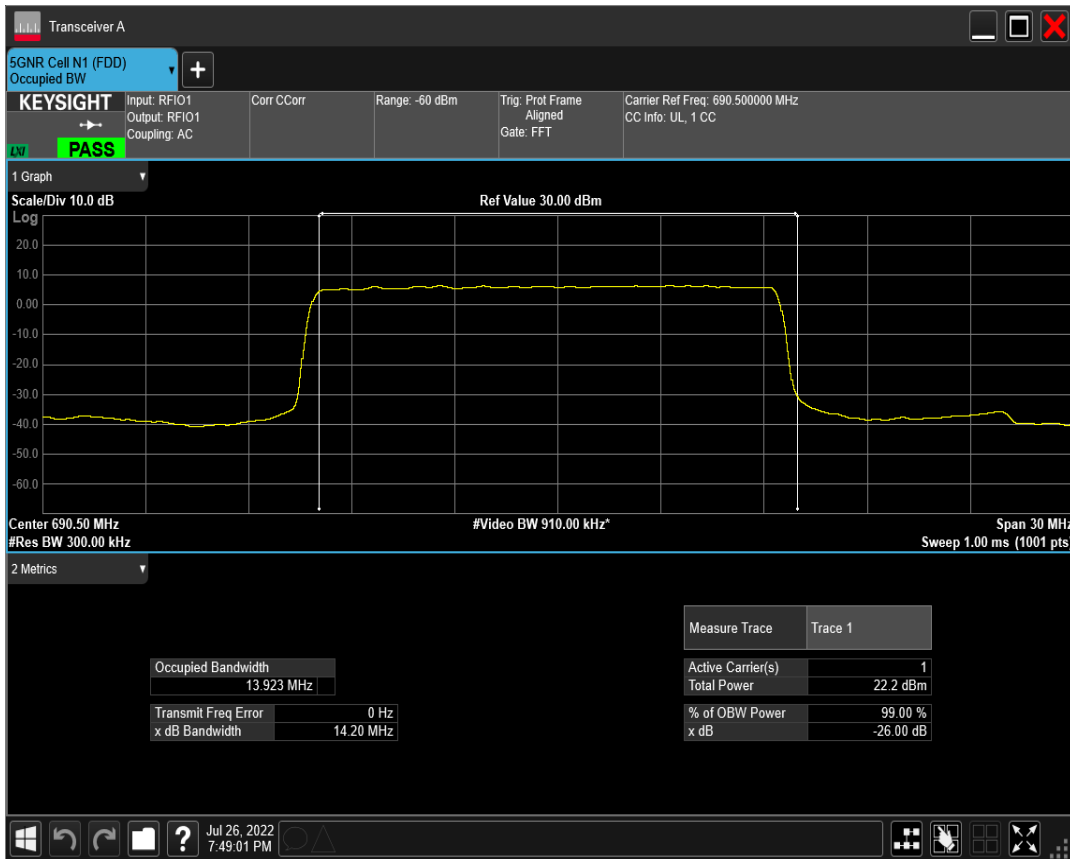 Transceiver A
5GNR Cell N1 (FDD)
Occupied BW
+
KEYSIGHT
LXI
PASS
Input: RFIO1
Output: RFIO1
Coupling: AC
Corr CCorr
Range: -60 dBm
Trig: Prot Frame
Aligned
Gate: FFT
Carrier Ref Freq: 690.500000 MHz
CC Info: UL, 1 CC
1 Graph
Scale/Div 10.0 dB
Ref Value 30.00 dBm
Log
20.0
10.0
0.00
-10.0
-20.0
-30.0
-40.0
-50.0
-60.0
Center 690.50 MHz
#Video BW 910.00 kHz*
Span 30 MHz
#Res BW 300.00 kHz
Sweep 1.00 ms (1001 pts)
2 Metrics
Measure Trace Trace 1
Occupied Bandwidth
13.923 MHz
Active Carrier(s) 1
Total Power 22.2 dBm
Transmit Freq Error 0 Hz
x dB Bandwidth 14.20 MHz
% of OBW Power 99.00 %
x dB -26.00 dB
?
Jul 26, 2022
7:49:01 PM